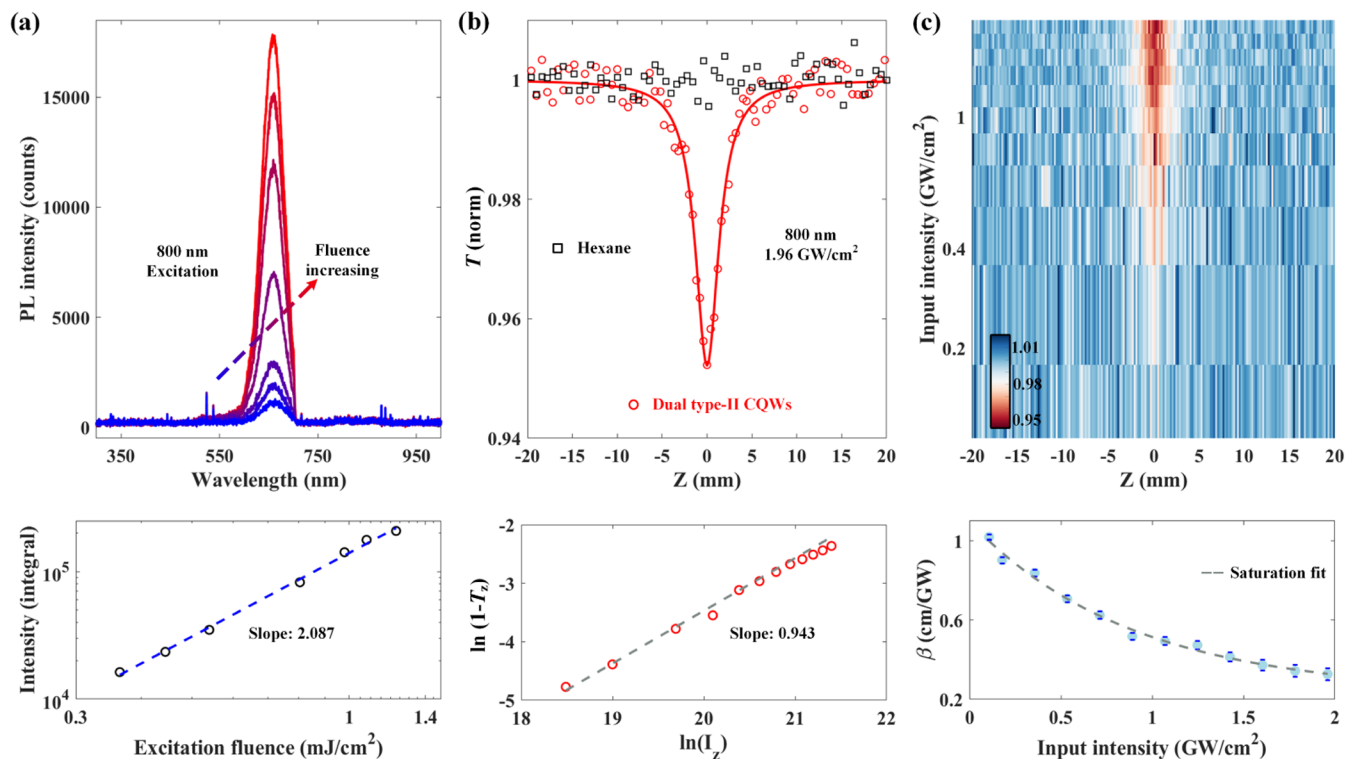 (a)
15000
10000
5000
0
PL intensity (counts)
800 nm
Excitation
Fluence
increasing
350
550
750
950
Wavelength (nm)
10^5
10^4
Intensity (integral)
Slope: 2.087
0.3
1
1.4
Excitation fluence (mJ/cm^2)
(b)
1
0.98
0.96
0.94
T (norm)
Hexane
800 nm
1.96 GW/cm^2
Dual type-II CQWs
-20 -15 -10 -5 0 5 10 15 20
Z (mm)
-2
-3
-4
-5
ln (1-T_z)
Slope: 0.943
18 19 20 21 22
ln(I_z)
(c)
1
0.4
0.2
Input intensity (GW/cm^2)
1.01
0.98
0.95
-20 -15 -10 -5 0 5 10 15 20
Z (mm)
1
0.6
0.2
β (cm/GW)
Saturation fit
0 0.5 1 1.5 2
Input intensity (GW/cm^2)